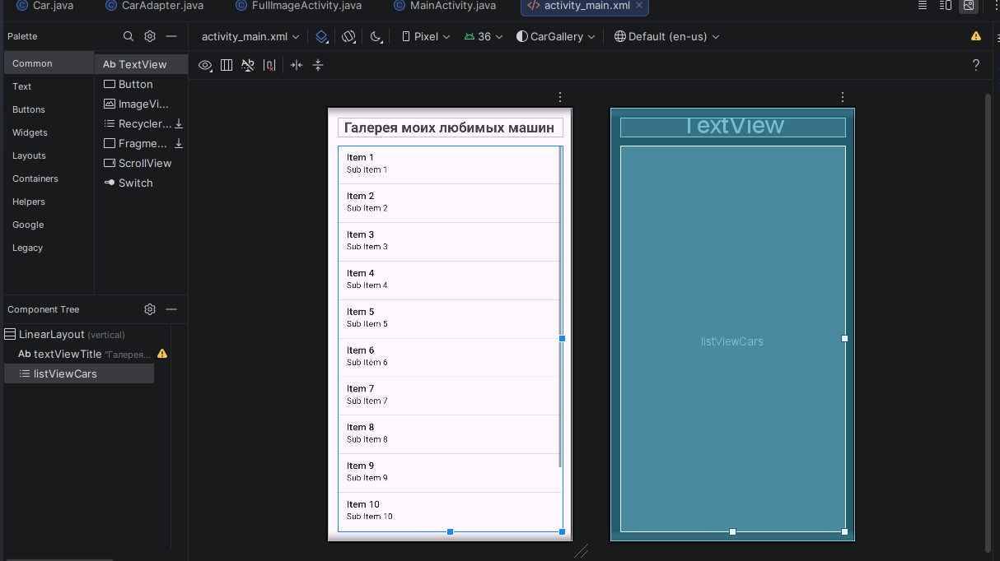 Car.java
CarAdapter.java
FullImageActivity.java
MainActivity.java
activity_main.xml
Palette
activity_main.xml
Pixel
36
CarGallery
Default (en-us)
Common
Text
Buttons
Widgets
Layouts
Containers
Helpers
Google
Legacy
Ab TextView
Button
ImageVi...
Recycler...
Fragme...
ScrollView
Switch
?
Component Tree
LinearLayout (vertical)
Ab textViewTitle "Галерея...
listViewCars
Галерея моих любимых машин
Item 1
Sub Item 1
Item 2
Sub Item 2
Item 3
Sub Item 3
Item 4
Sub Item 4
Item 5
Sub Item 5
Item 6
Sub Item 6
Item 7
Sub Item 7
Item 8
Sub Item 8
Item 9
Sub Item 9
Item 10
Sub Item 10
TextView
listViewCars